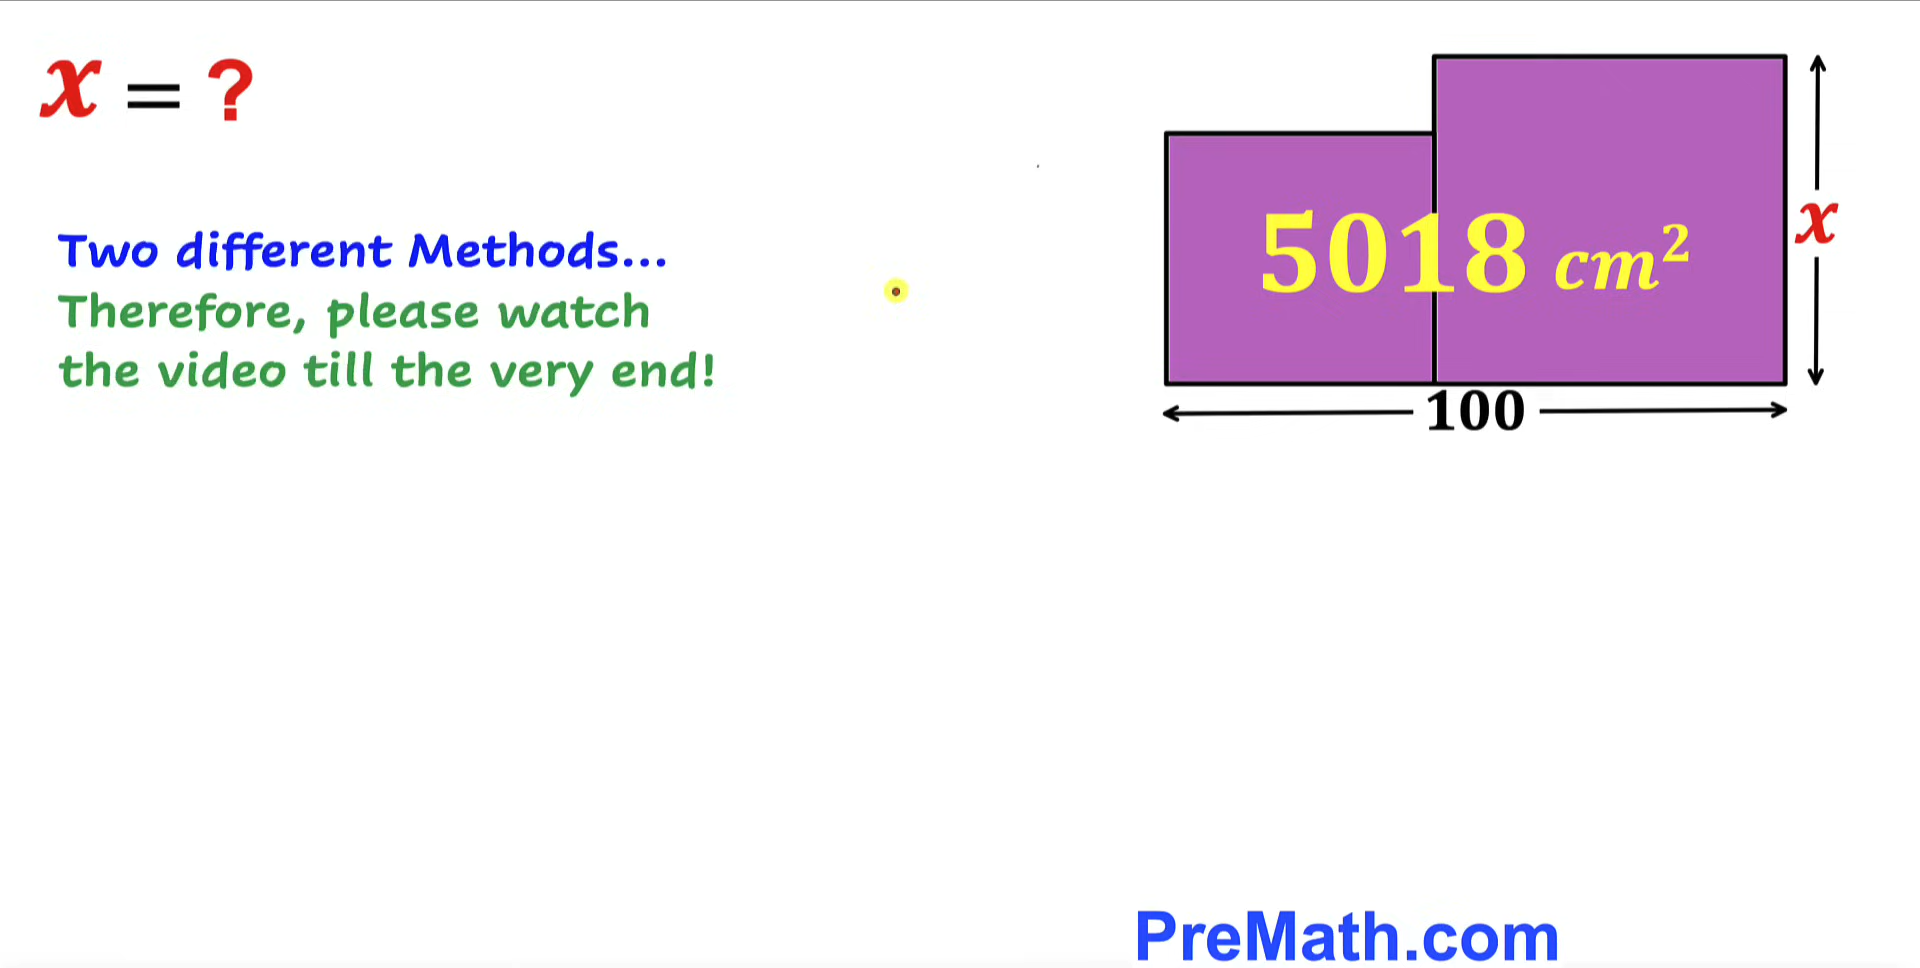 x = ?
Two different Methods...
Therefore, please watch
the video till the very end!
5018 cm²
x
100
PreMath.com